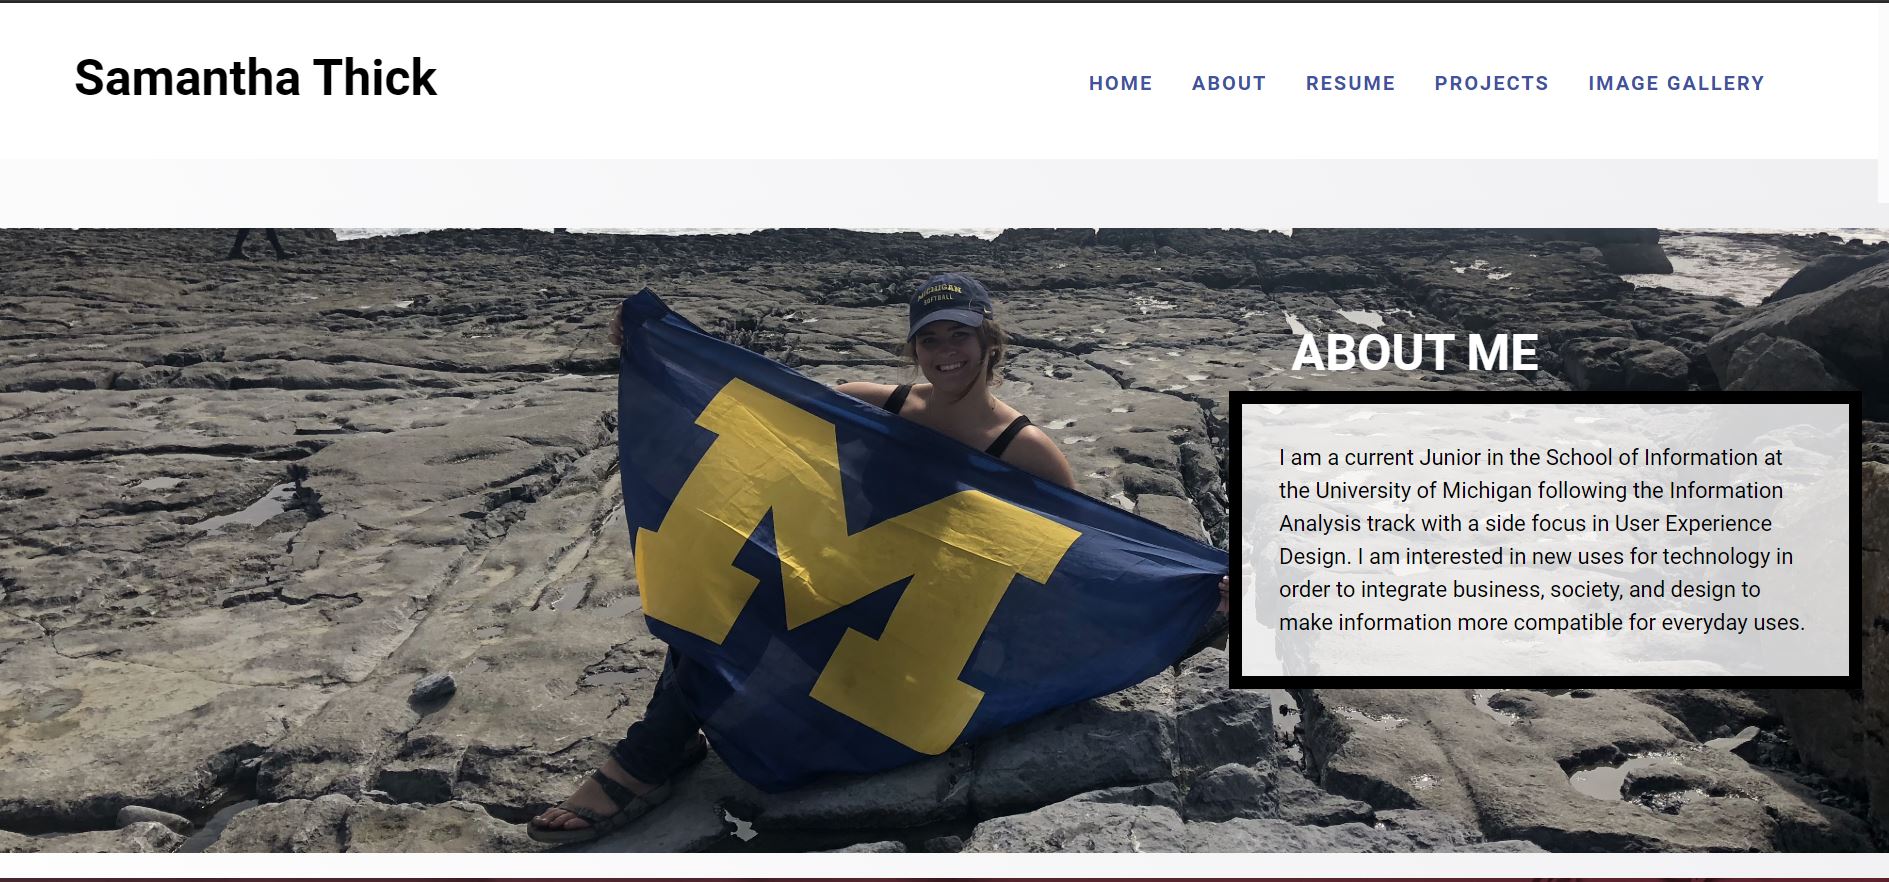 Samantha Thick
HOME ABOUT RESUME PROJECTS IMAGE GALLERY
MICHIGAN
SOFTBALL
M
ABOUT ME
I am a current Junior in the School of Information at
the University of Michigan following the Information
Analysis track with a side focus in User Experience
Design. I am interested in new uses for technology in
order to integrate business, society, and design to
make information more compatible for everyday uses.